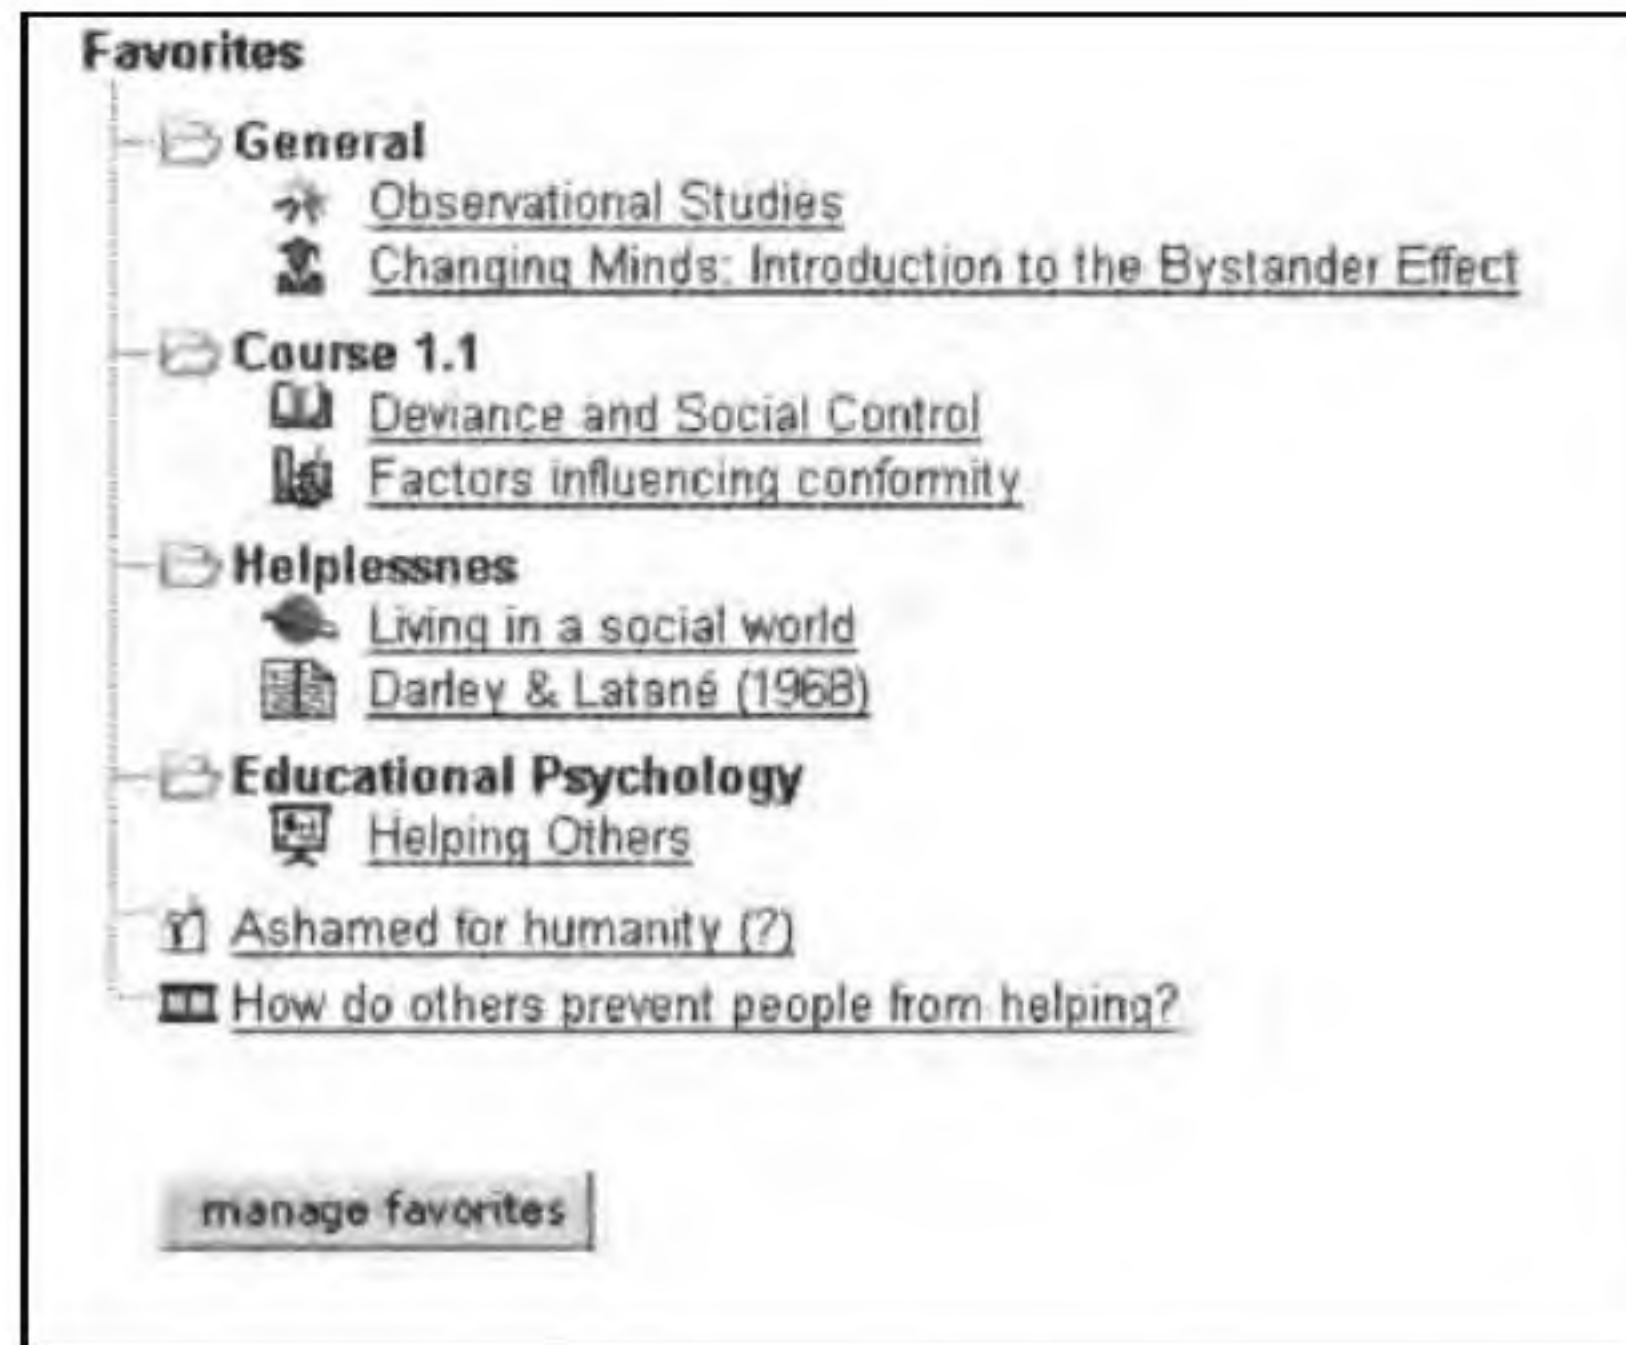 Favorites
General
Observational Studies
Changing Minds: Introduction to the Bystander Effect
Course 1.1
Deviance and Social Control
Factors influencing conformity
Helplessnes
Living in a social world
Darley & Latané (1968)
Educational Psychology
Helping Others
Ashamed for humanity (?)
How do others prevent people from helping?
manage favorites